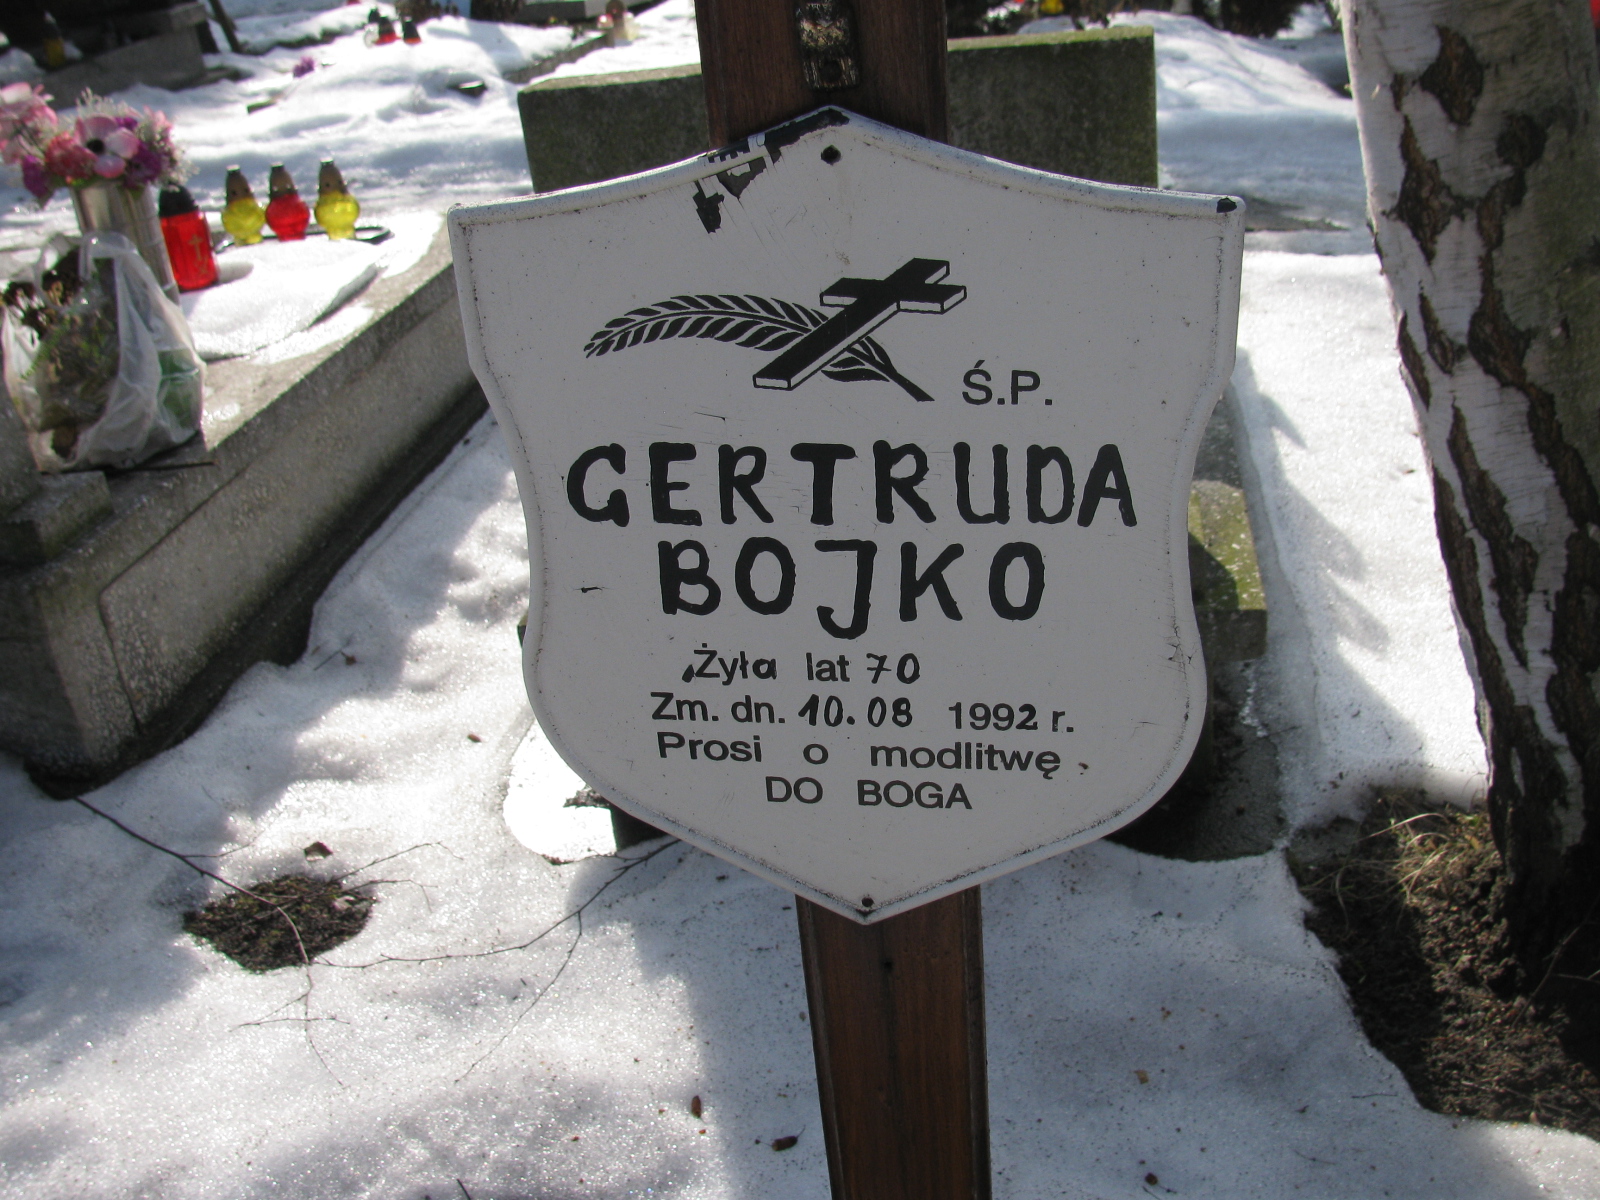 Ś.P.
GERTRUDA
BOJKO
Żyła lat 70
Zm. dn. 10.08 1992 r.
Prosi o modlitwę
DO BOGA